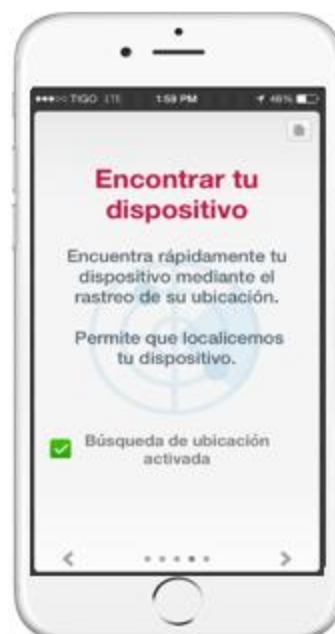 TIGO LTE 1:59 PM 46%
Encontrar tu
dispositivo
Encuentra rápidamente tu
dispositivo mediante el
rastreo de su ubicación.
Permite que localicemos
tu dispositivo.
Búsqueda de ubicación
activada